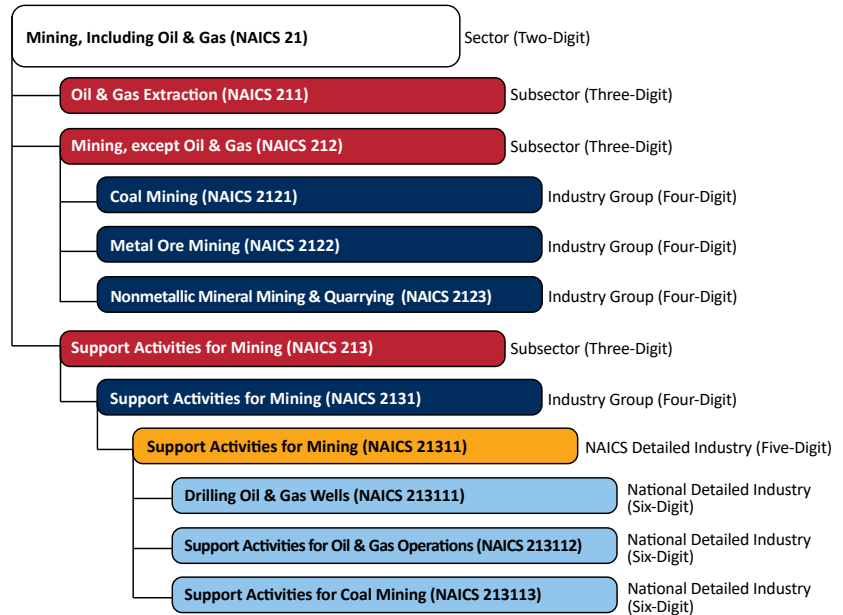 Mining, Including Oil & Gas (NAICS 21)
Sector (Two-Digit)
Oil & Gas Extraction (NAICS 211)
Subsector (Three-Digit)
Mining, except Oil & Gas (NAICS 212)
Subsector (Three-Digit)
Coal Mining (NAICS 2121)
Industry Group (Four-Digit)
Metal Ore Mining (NAICS 2122)
Industry Group (Four-Digit)
Nonmetallic Mineral Mining & Quarrying (NAICS 2123)
Industry Group (Four-Digit)
Support Activities for Mining (NAICS 213)
Subsector (Three-Digit)
Support Activities for Mining (NAICS 2131)
Industry Group (Four-Digit)
Support Activities for Mining (NAICS 21311)
NAICS Detailed Industry (Five-Digit)
Drilling Oil & Gas Wells (NAICS 213111)
National Detailed Industry
(Six-Digit)
Support Activities for Oil & Gas Operations (NAICS 213112)
National Detailed Industry
(Six-Digit)
Support Activities for Coal Mining (NAICS 213113)
National Detailed Industry
(Six-Digit)